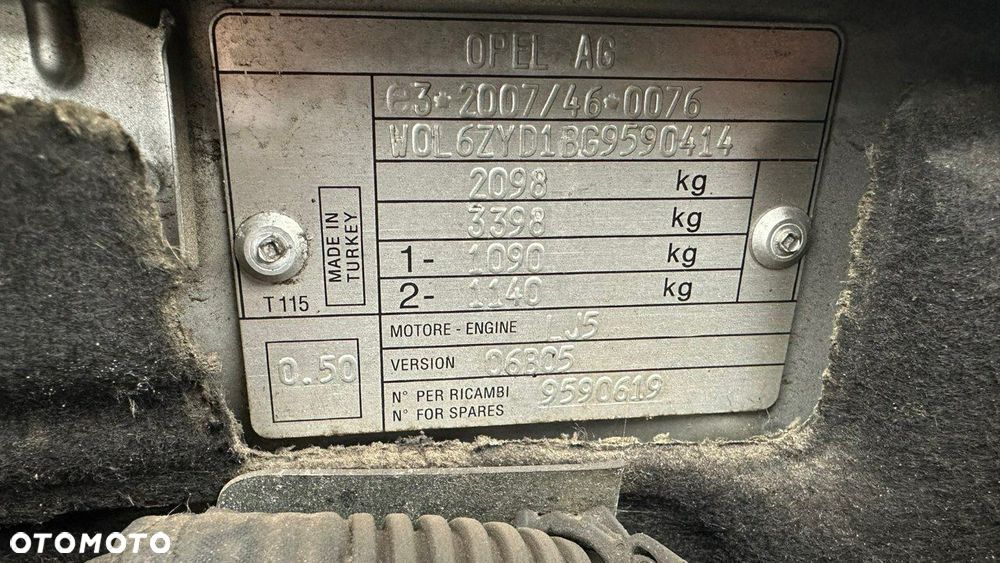 OPEL AG
e3*2007/46*0076
W0L6ZYD1BG9590414
2098 kg
3398 kg
1- 1090 kg
2- 1140 kg
MADE IN
TURKEY
T115
MOTORE - ENGINE LJ5
VERSION 06B05
0.50
N° PER RICAMBI
N° FOR SPARES
9590619
OTOMOTO